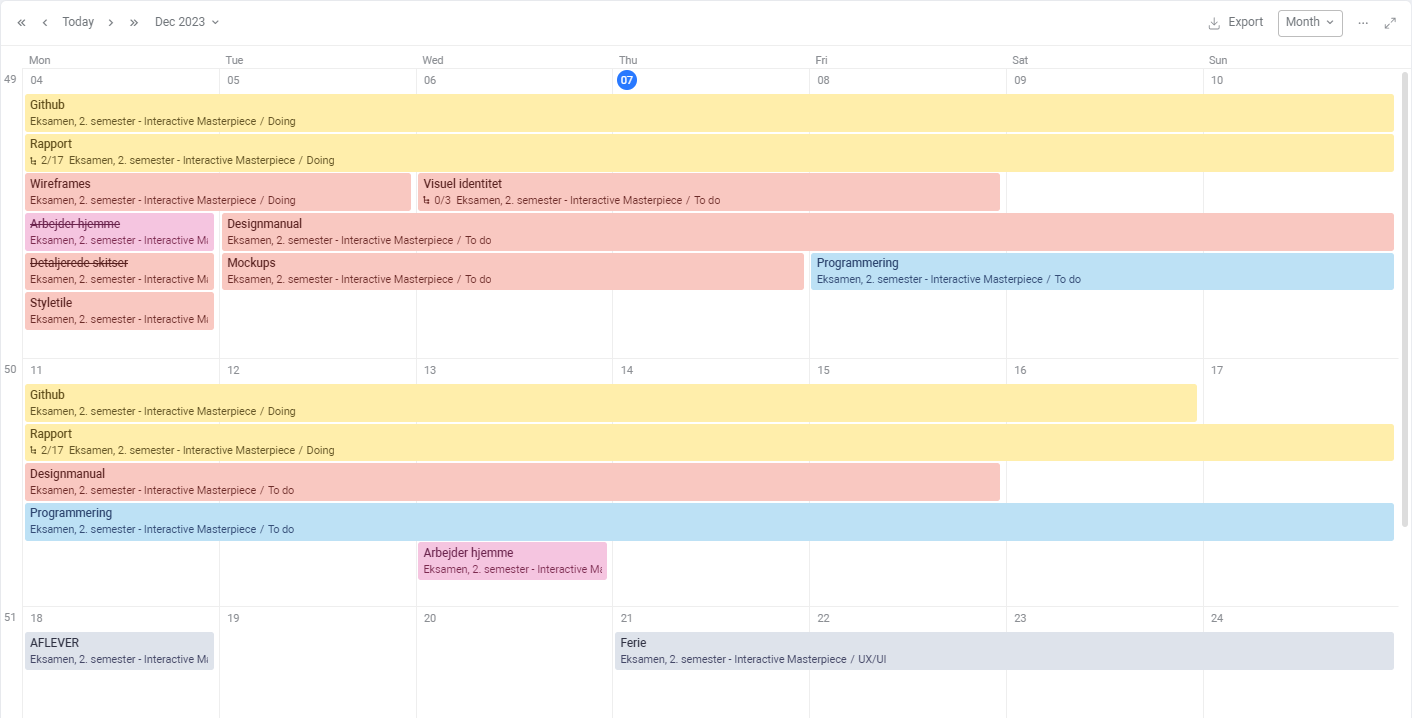 Today
Dec 2023
Export
Month
Mon Tue Wed Thu Fri Sat Sun
49 04 05 06 07 08 09 10
Github
Eksamen, 2. semester - Interactive Masterpiece / Doing
Rapport
2/17 Eksamen, 2. semester - Interactive Masterpiece / Doing
Wireframes
Eksamen, 2. semester - Interactive Masterpiece / Doing
Visuel identitet
0/3 Eksamen, 2. semester - Interactive Masterpiece / To do
Arbejder hjemme
Eksamen, 2. semester - Interactive Ma
Designmanual
Eksamen, 2. semester - Interactive Masterpiece / To do
Detaljerede skitser
Eksamen, 2. semester - Interactive Ma
Mockups
Eksamen, 2. semester - Interactive Masterpiece / To do
Programmering
Eksamen, 2. semester - Interactive Masterpiece / To do
Styletile
Eksamen, 2. semester - Interactive Ma
50 11 12 13 14 15 16 17
Github
Eksamen, 2. semester - Interactive Masterpiece / Doing
Rapport
2/17 Eksamen, 2. semester - Interactive Masterpiece / Doing
Designmanual
Eksamen, 2. semester - Interactive Masterpiece / To do
Programmering
Eksamen, 2. semester - Interactive Masterpiece / To do
Arbejder hjemme
Eksamen, 2. semester - Interactive Ma
51 18 19 20 21 22 23 24
AFLEVER
Eksamen, 2. semester - Interactive Ma
Ferie
Eksamen, 2. semester - Interactive Masterpiece / UX/UI